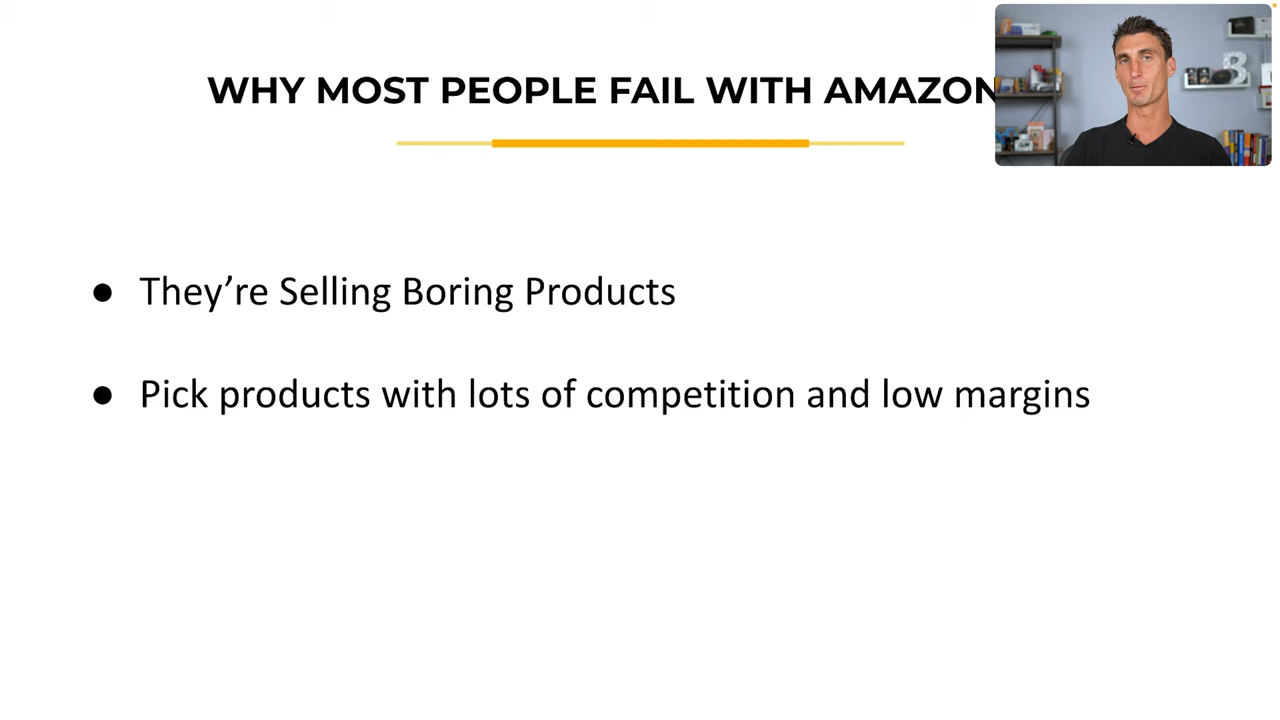 WHY MOST PEOPLE FAIL WITH AMAZON
● They’re Selling Boring Products
● Pick products with lots of competition and low margins